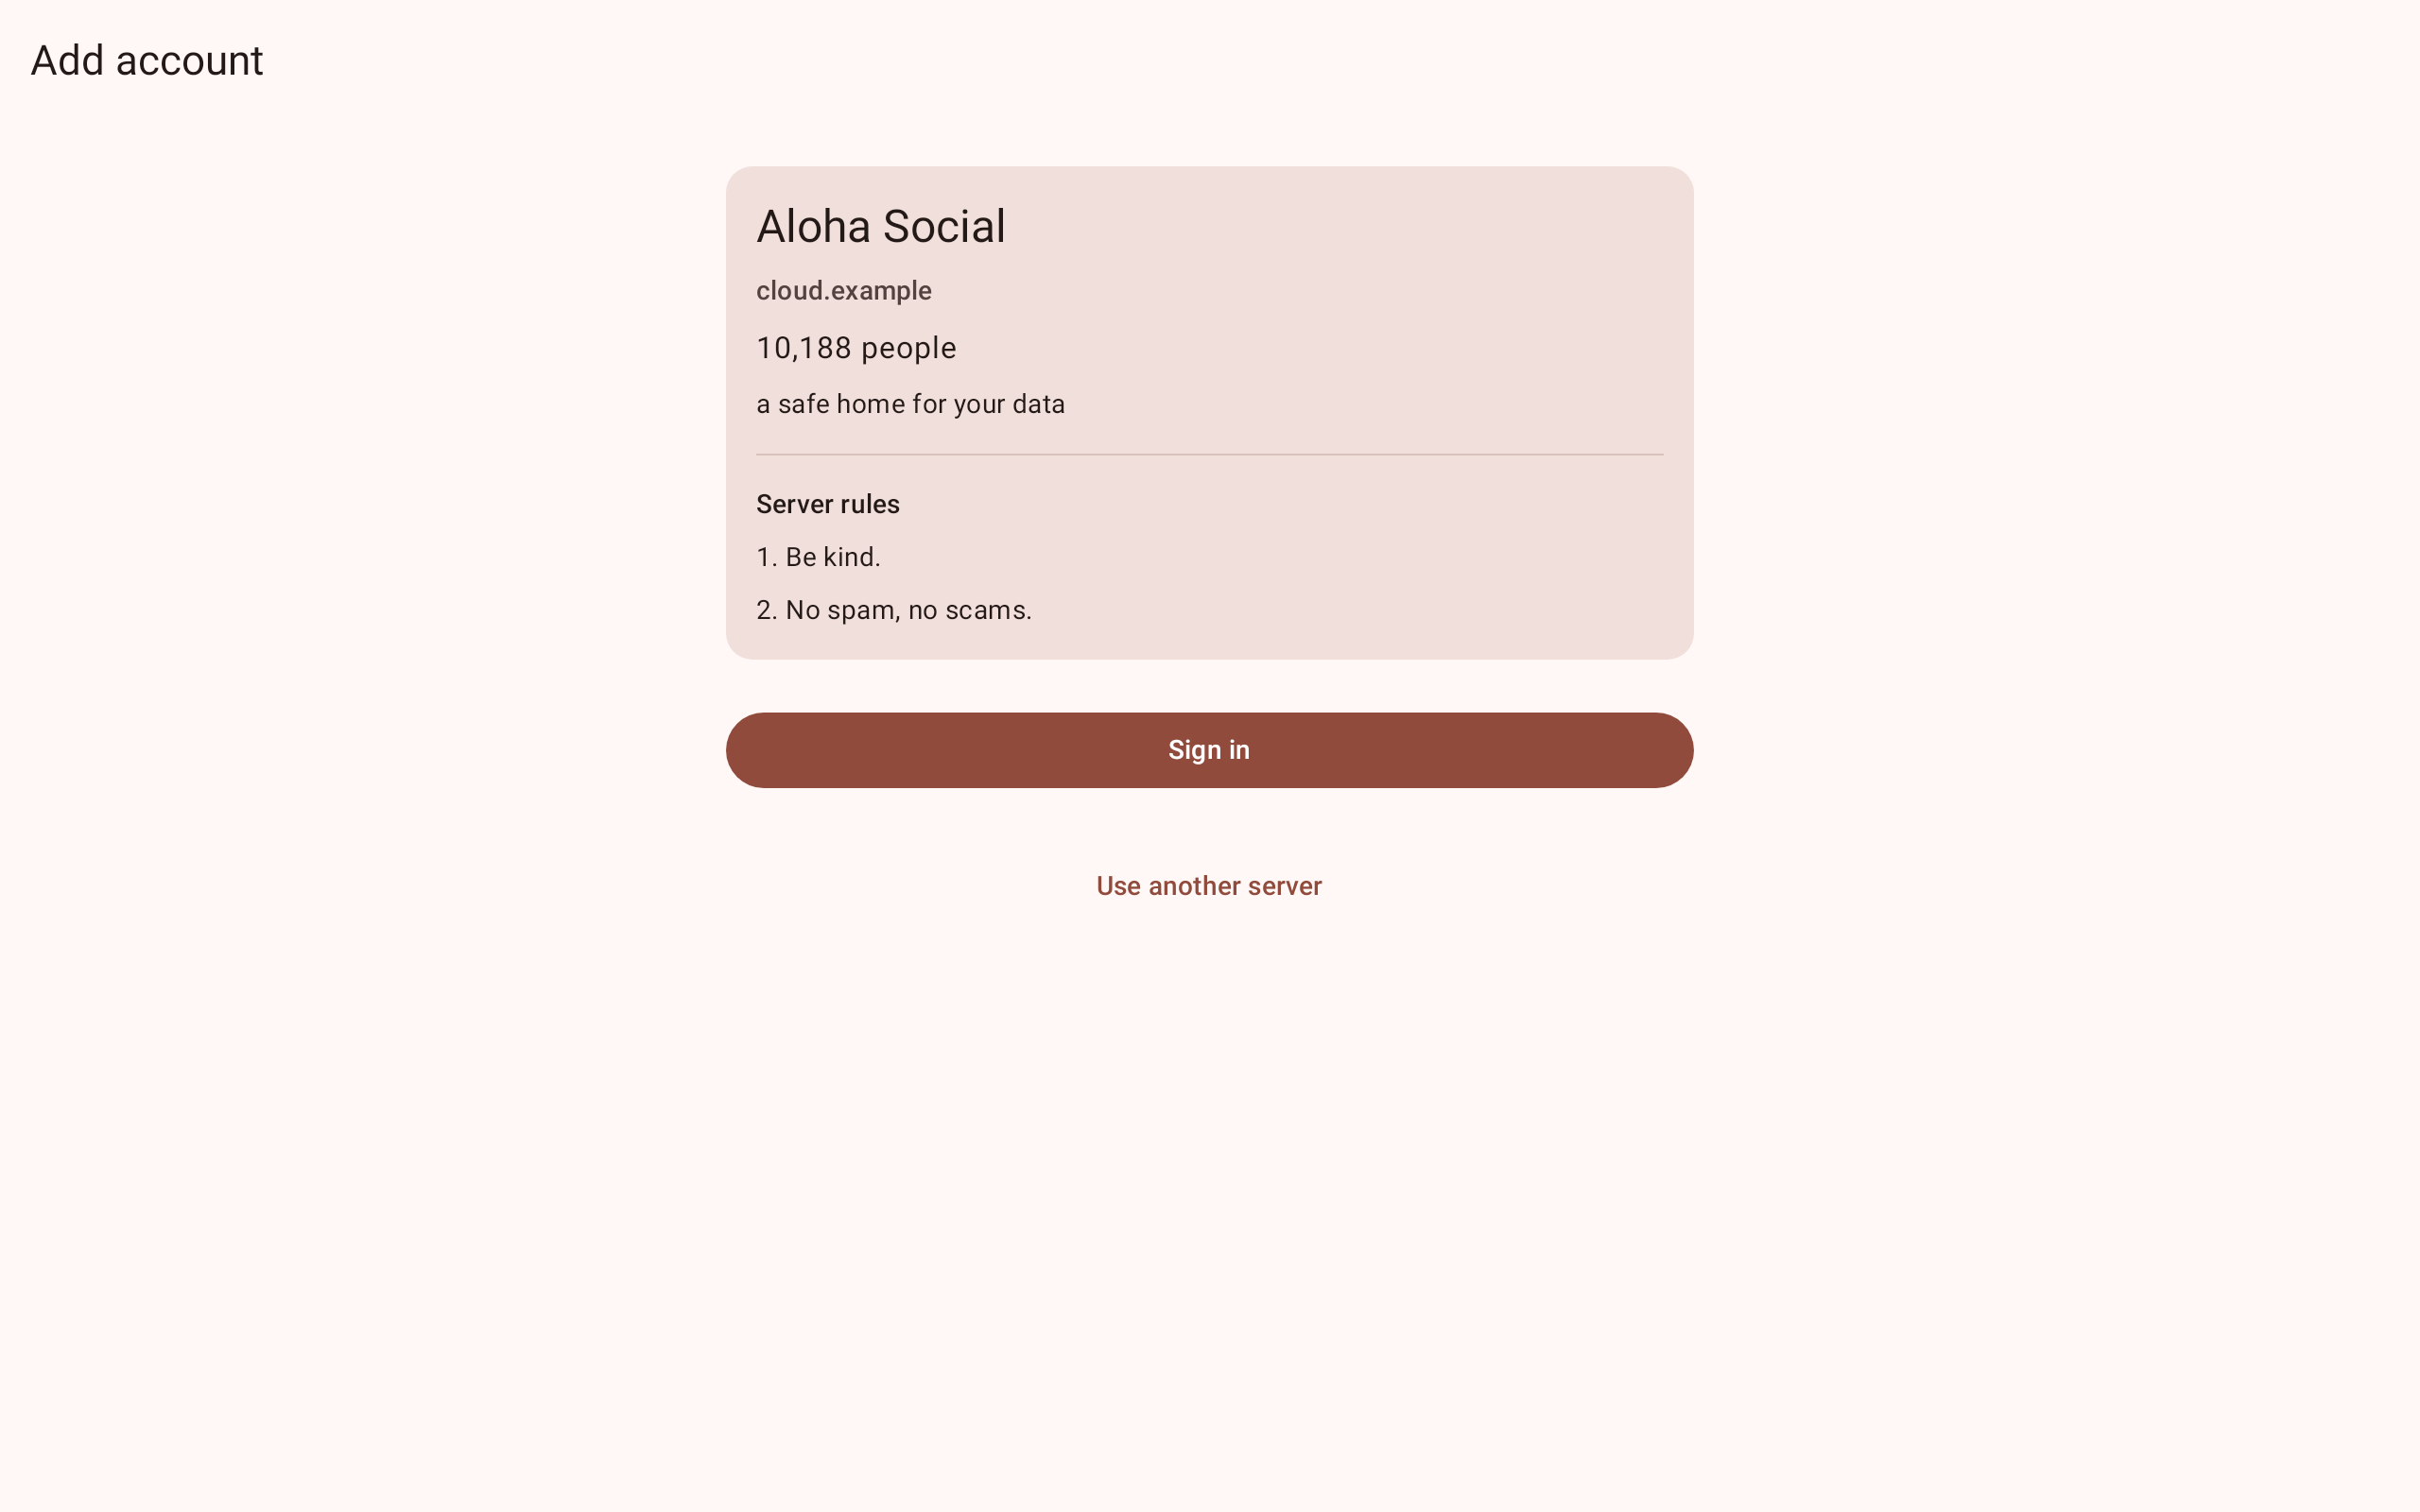 Add account
Aloha Social
cloud.example
10,188 people
a safe home for your data
Server rules
1. Be kind.
2. No spam, no scams.
Sign in
Use another server